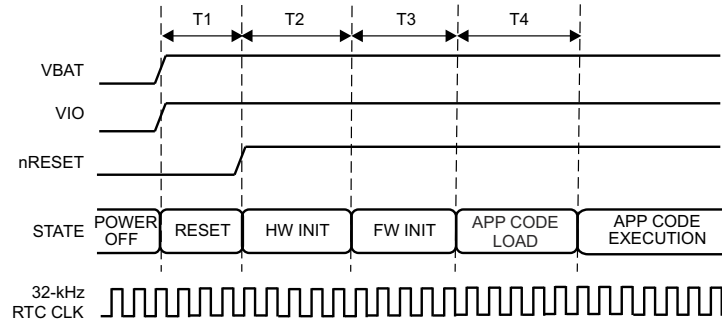 T1 T2 T3 T4
VBAT
VIO
nRESET
STATE
POWER
OFF
RESET
HW INIT
FW INIT
APP CODE
LOAD
APP CODE
EXECUTION
32-kHz
RTC CLK